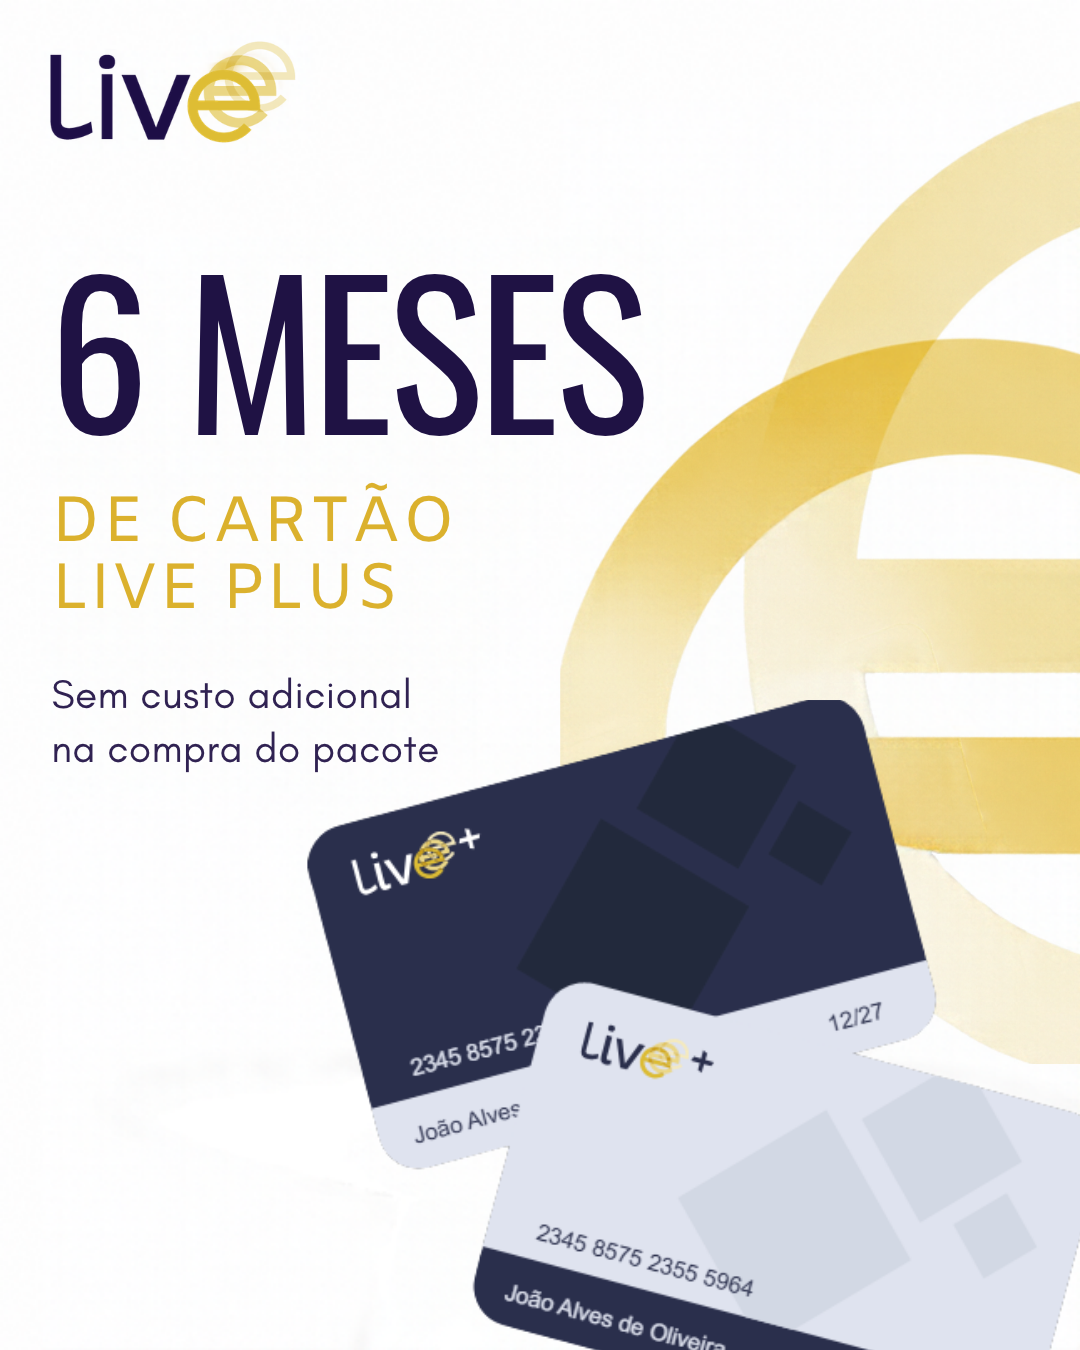 Live
6 MESES
DE CARTÃO
LIVE PLUS
Sem custo adicional
na compra do pacote
Live+
2345 8575
12/27
João Alves
Live+
2345 8575 2355 5964
João Alves de Oliveira